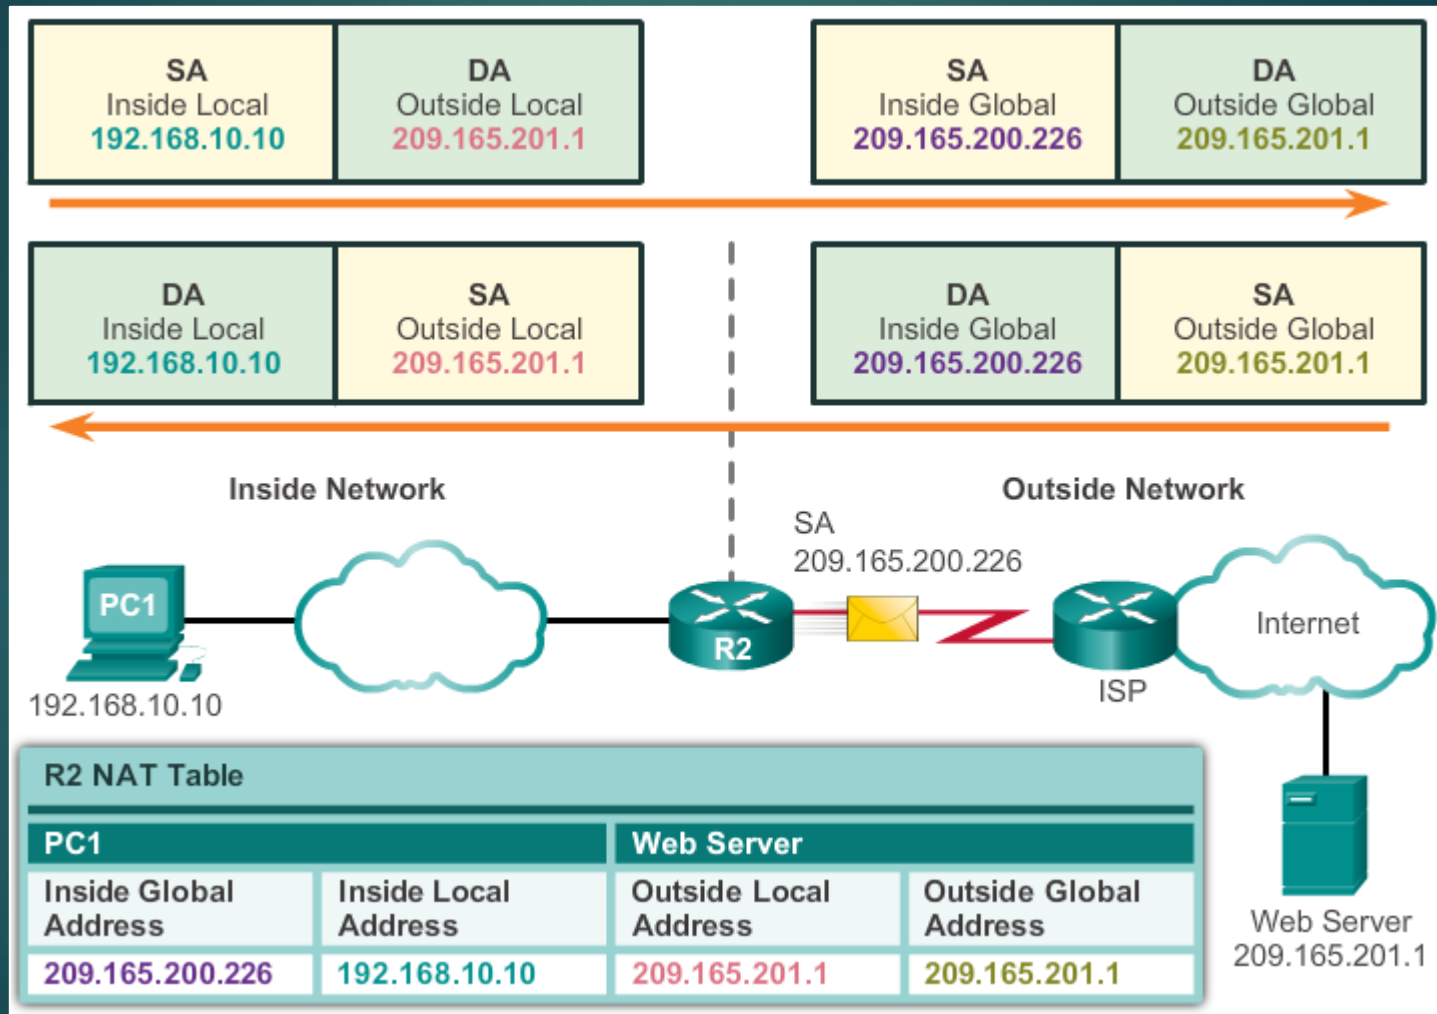 SA
Inside Local
192.168.10.10
DA
Outside Local
209.165.201.1
SA
Inside Global
209.165.200.226
DA
Outside Global
209.165.201.1
DA
Inside Local
192.168.10.10
SA
Outside Local
209.165.201.1
DA
Inside Global
209.165.200.226
SA
Outside Global
209.165.201.1
Inside Network
Outside Network
SA
209.165.200.226
PC1
192.168.10.10
R2
ISP
Internet
Web Server
209.165.201.1
R2 NAT Table
PC1
Web Server
Inside Global
Address
Inside Local
Address
Outside Local
Address
Outside Global
Address
209.165.200.226
192.168.10.10
209.165.201.1
209.165.201.1